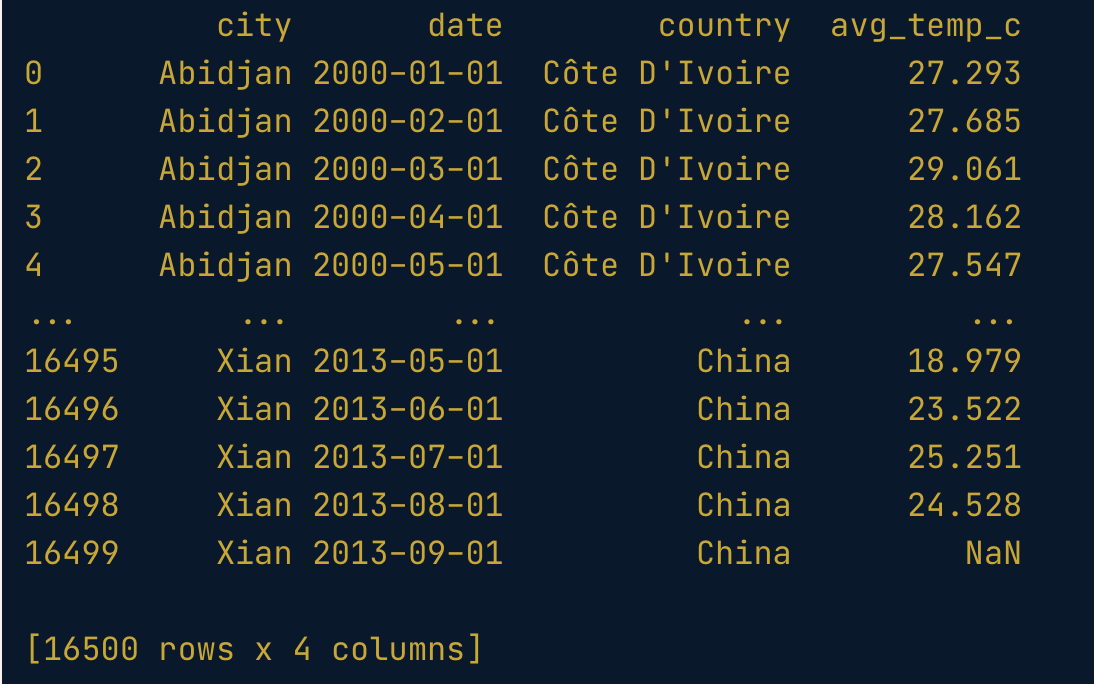 city date country avg_temp_c
0 Abidjan 2000-01-01 Côte D'Ivoire 27.293
1 Abidjan 2000-02-01 Côte D'Ivoire 27.685
2 Abidjan 2000-03-01 Côte D'Ivoire 29.061
3 Abidjan 2000-04-01 Côte D'Ivoire 28.162
4 Abidjan 2000-05-01 Côte D'Ivoire 27.547
... ... ... ... ...
16495 Xian 2013-05-01 China 18.979
16496 Xian 2013-06-01 China 23.522
16497 Xian 2013-07-01 China 25.251
16498 Xian 2013-08-01 China 24.528
16499 Xian 2013-09-01 China NaN
[16500 rows x 4 columns]